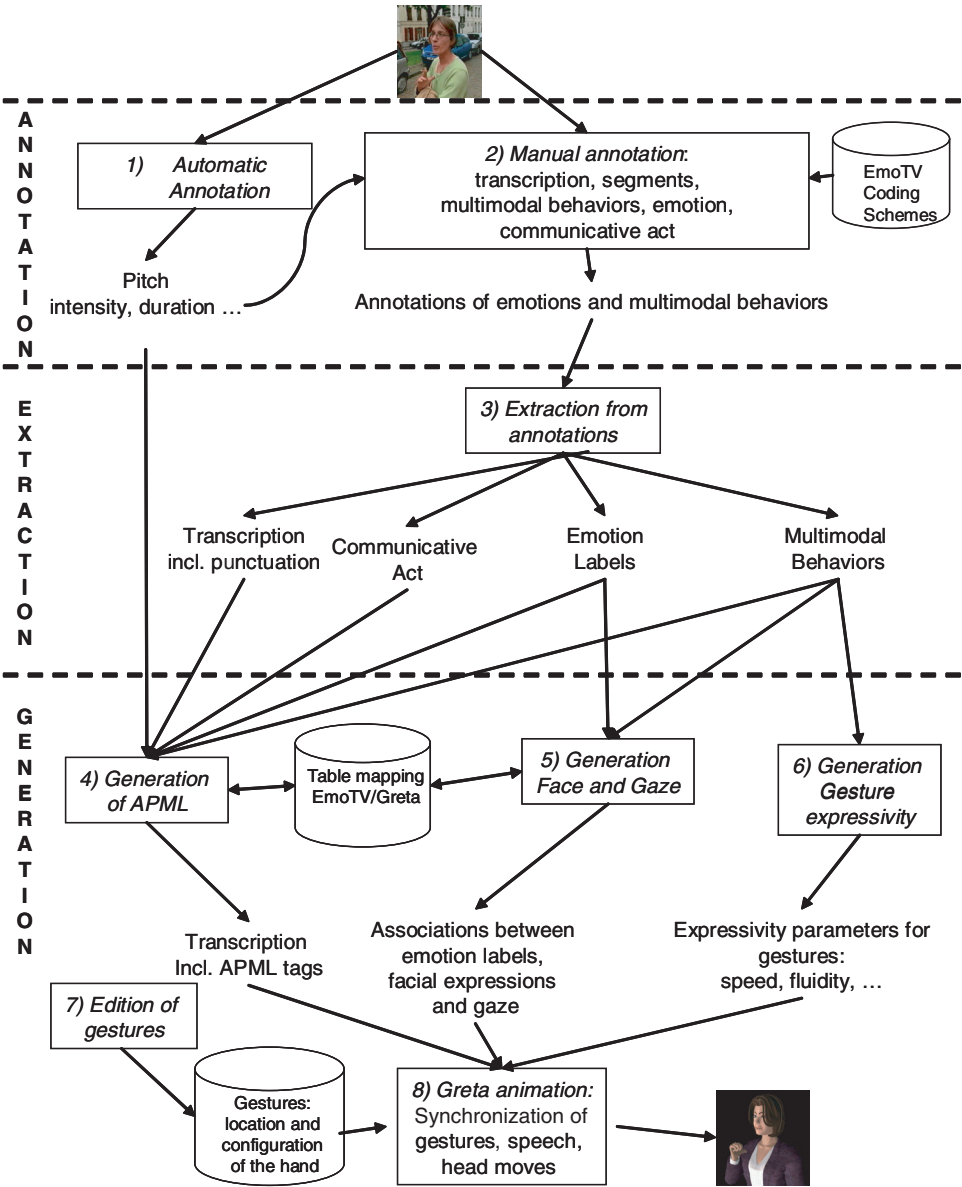 ANNOTATION
1) Automatic
Annotation
2) Manual annotation:
transcription, segments,
multimodal behaviors, emotion,
communicative act
EmoTV
Coding
Schemes
Pitch
intensity, duration …
Annotations of emotions and multimodal behaviors
EXTRACTION
3) Extraction from
annotations
Transcription
incl. punctuation
Communicative
Act
Emotion
Labels
Multimodal
Behaviors
GENERATION
4) Generation
of APML
Table mapping
EmoTV/Greta
5) Generation
Face and Gaze
6) Generation
Gesture
expressivity
Transcription
Incl. APML tags
Associations between
emotion labels,
facial expressions
and gaze
Expressivity parameters for
gestures:
speed, fluidity, …
7) Edition of
gestures
Gestures:
location and
configuration
of the hand
8) Greta animation:
Synchronization of
gestures, speech,
head moves